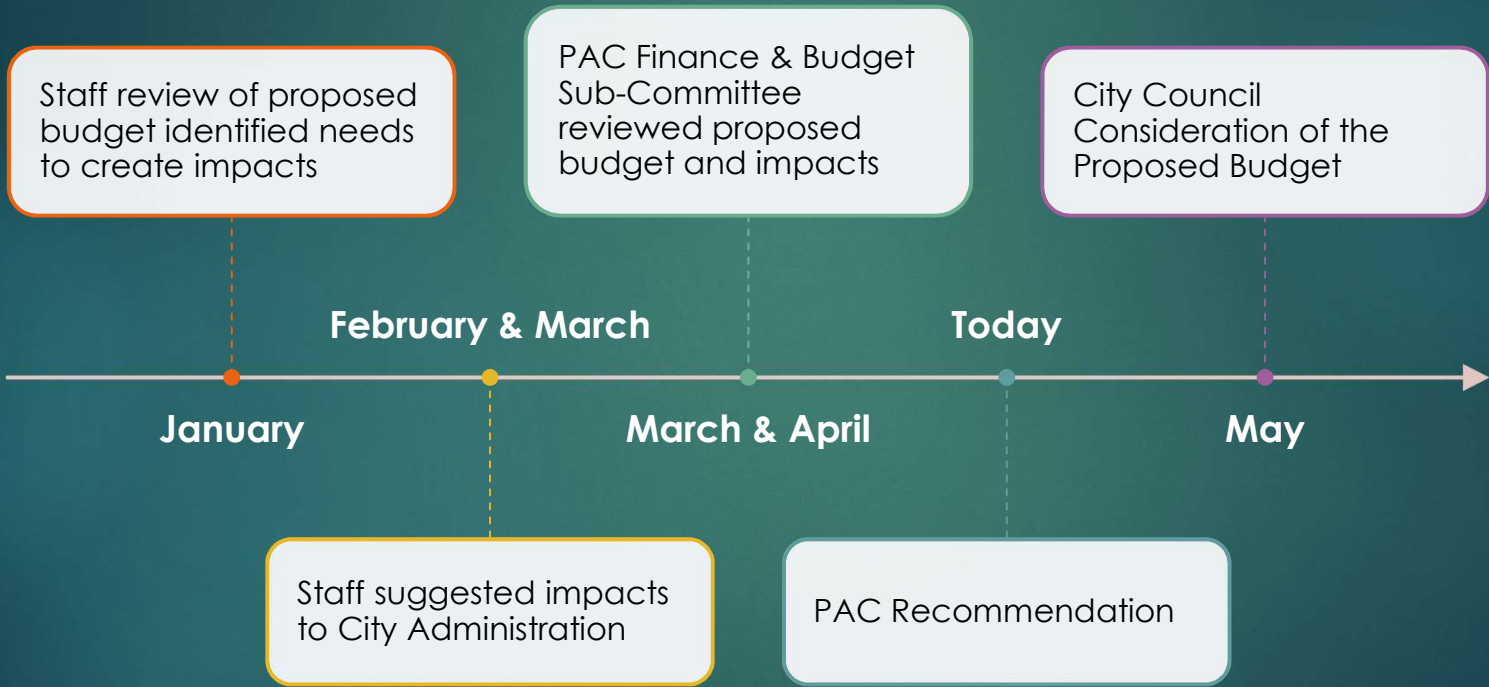 Staff review of proposed
budget identified needs
to create impacts
January
February & March
Staff suggested impacts
to City Administration
PAC Finance & Budget
Sub-Committee
reviewed proposed
budget and impacts
March & April
Today
PAC Recommendation
City Council
Consideration of the
Proposed Budget
May